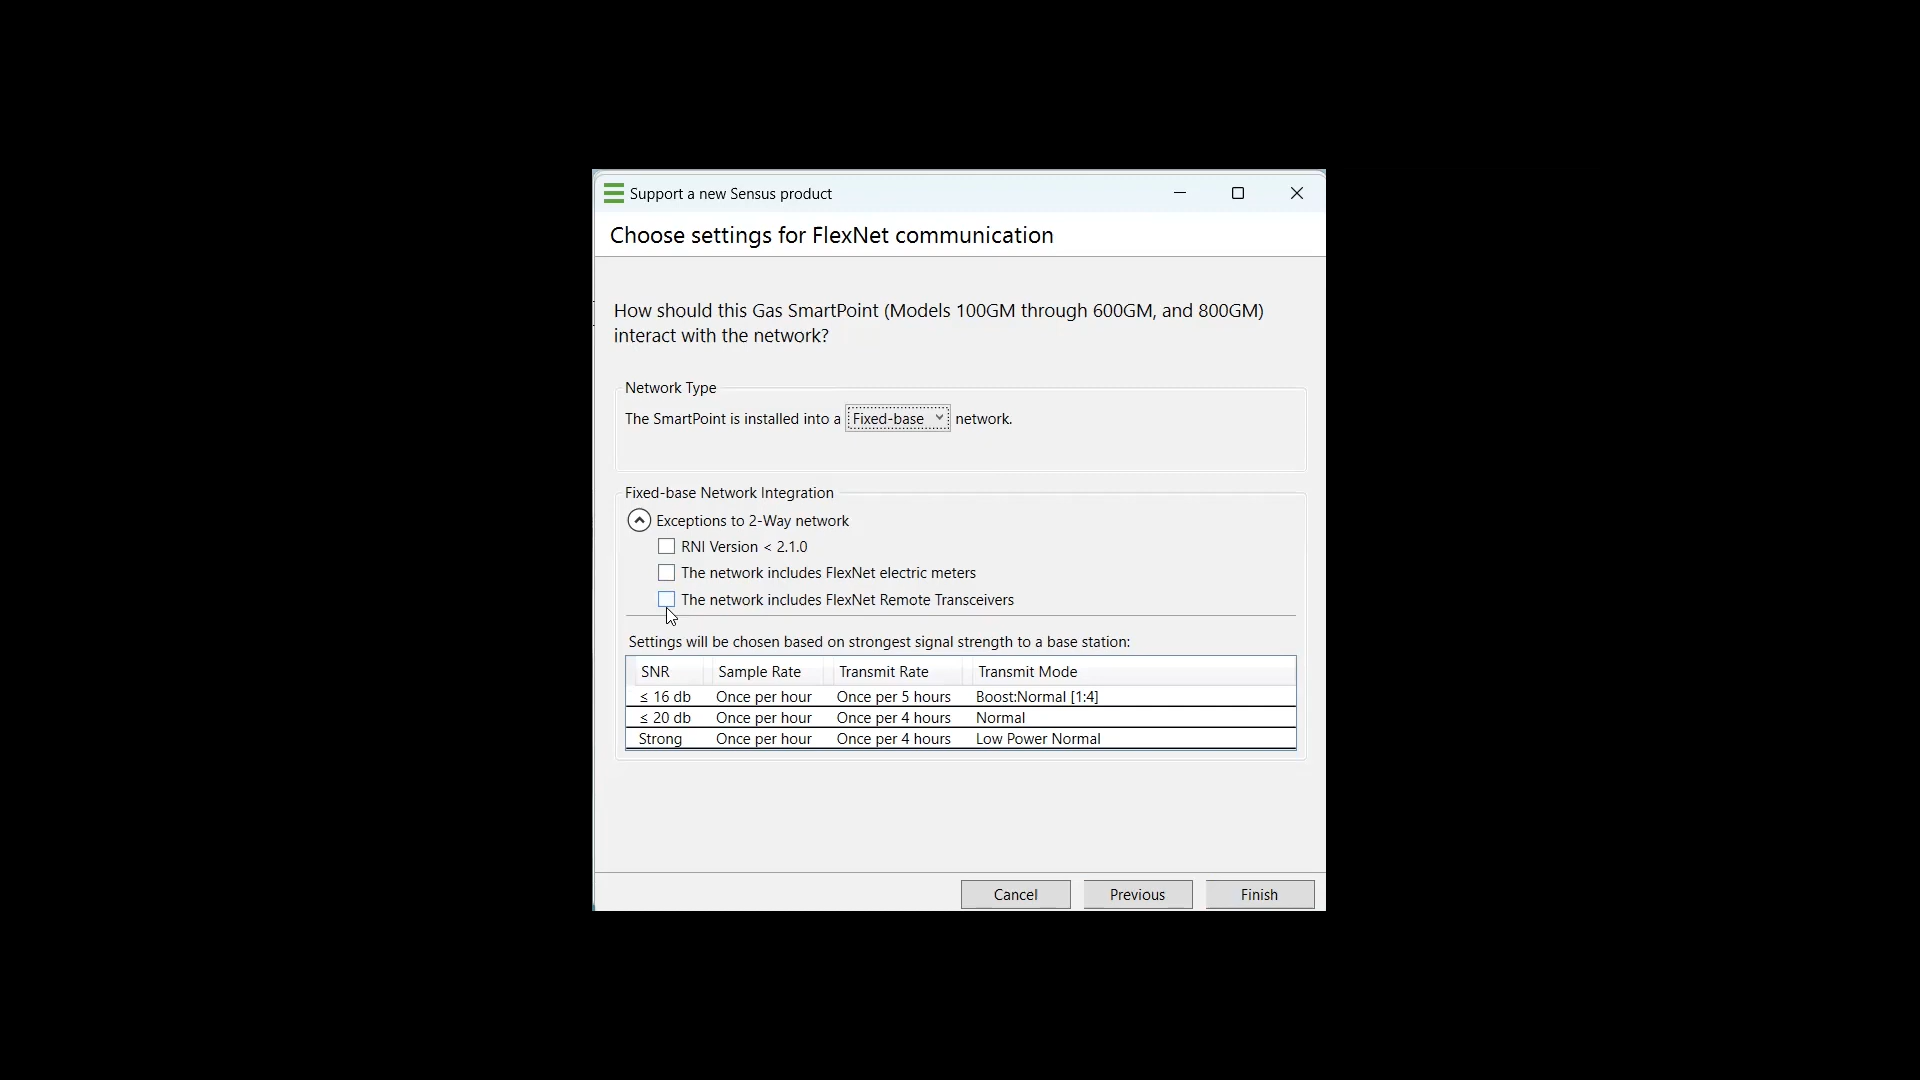 Support a new Sensus product
Choose settings for FlexNet communication
How should this Gas SmartPoint (Models 100GM through 600GM, and 800GM)
interact with the network?
Network Type
The SmartPoint is installed into a Fixed-base network.
Fixed-base Network Integration
Exceptions to 2-Way network
RNI Version < 2.1.0
The network includes FlexNet electric meters
The network includes FlexNet Remote Transceivers
Settings will be chosen based on strongest signal strength to a base station:
SNR Sample Rate Transmit Rate Transmit Mode
≤ 16 db Once per hour Once per 5 hours Boost:Normal [1:4]
≤ 20 db Once per hour Once per 4 hours Normal
Strong Once per hour Once per 4 hours Low Power Normal
Cancel Previous Finish